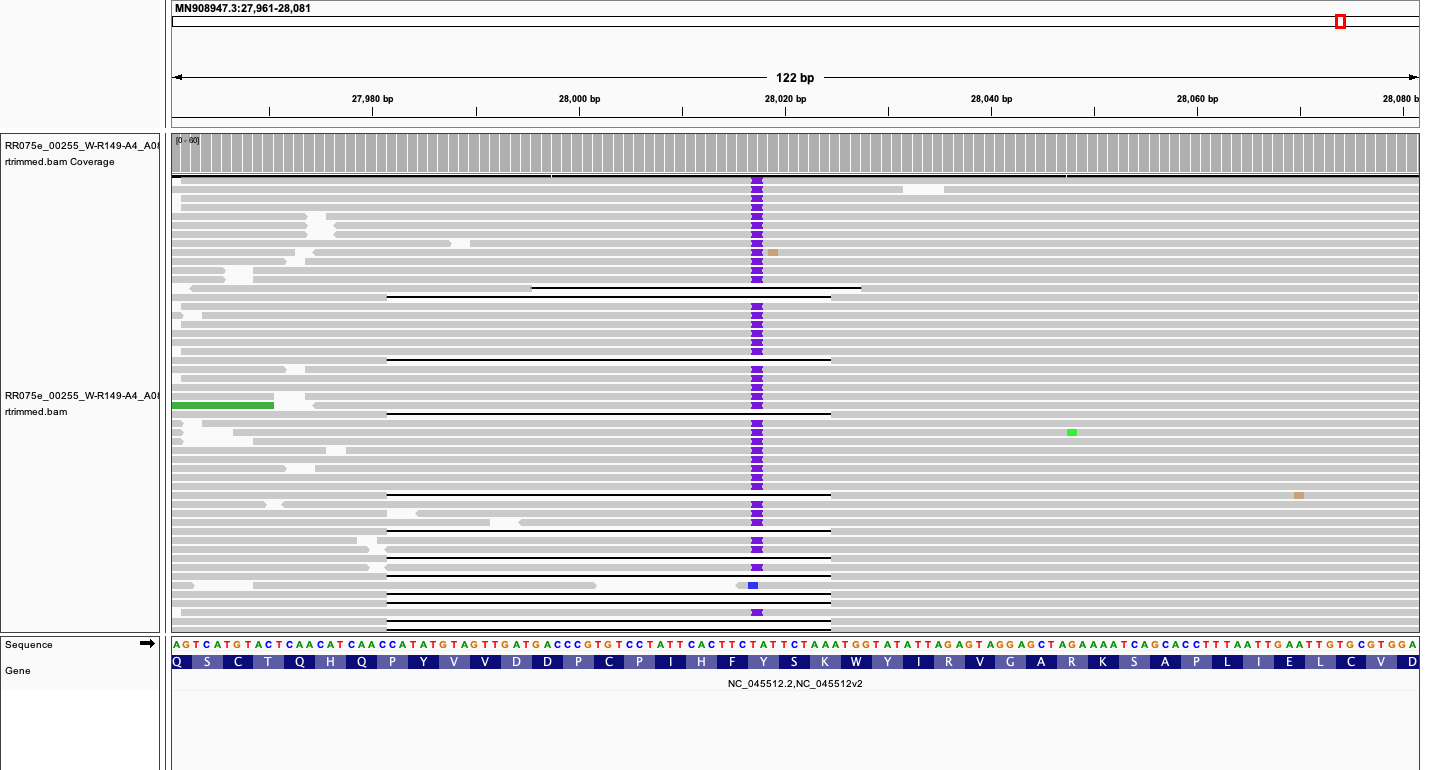 MN908947.3:27,961-28,081
122 bp
27,980 bp 28,000 bp 28,020 bp 28,040 bp 28,060 bp 28,080 b
[0 - 60]
RR075e_00255_W-R149-A4_A0
rtrimmed.bam Coverage
RR075e_00255_W-R149-A4_A0
rtrimmed.bam
Sequence
AGTCATGTACTCAACATCAACCATATGTAGTTGATGACCCGTGTCCTATTCACTTCTATTCTAAATGGTATATTAGAGTAGGAGCTAGAAAATCAGCACCTTTAATTGAATTGTGCGTGGA
Gene
Q S C T Q H Q P Y V V D D P C P I H F Y S K W Y I R V G A R K S A P L I E L C V D
NC_045512.2,NC_045512v2